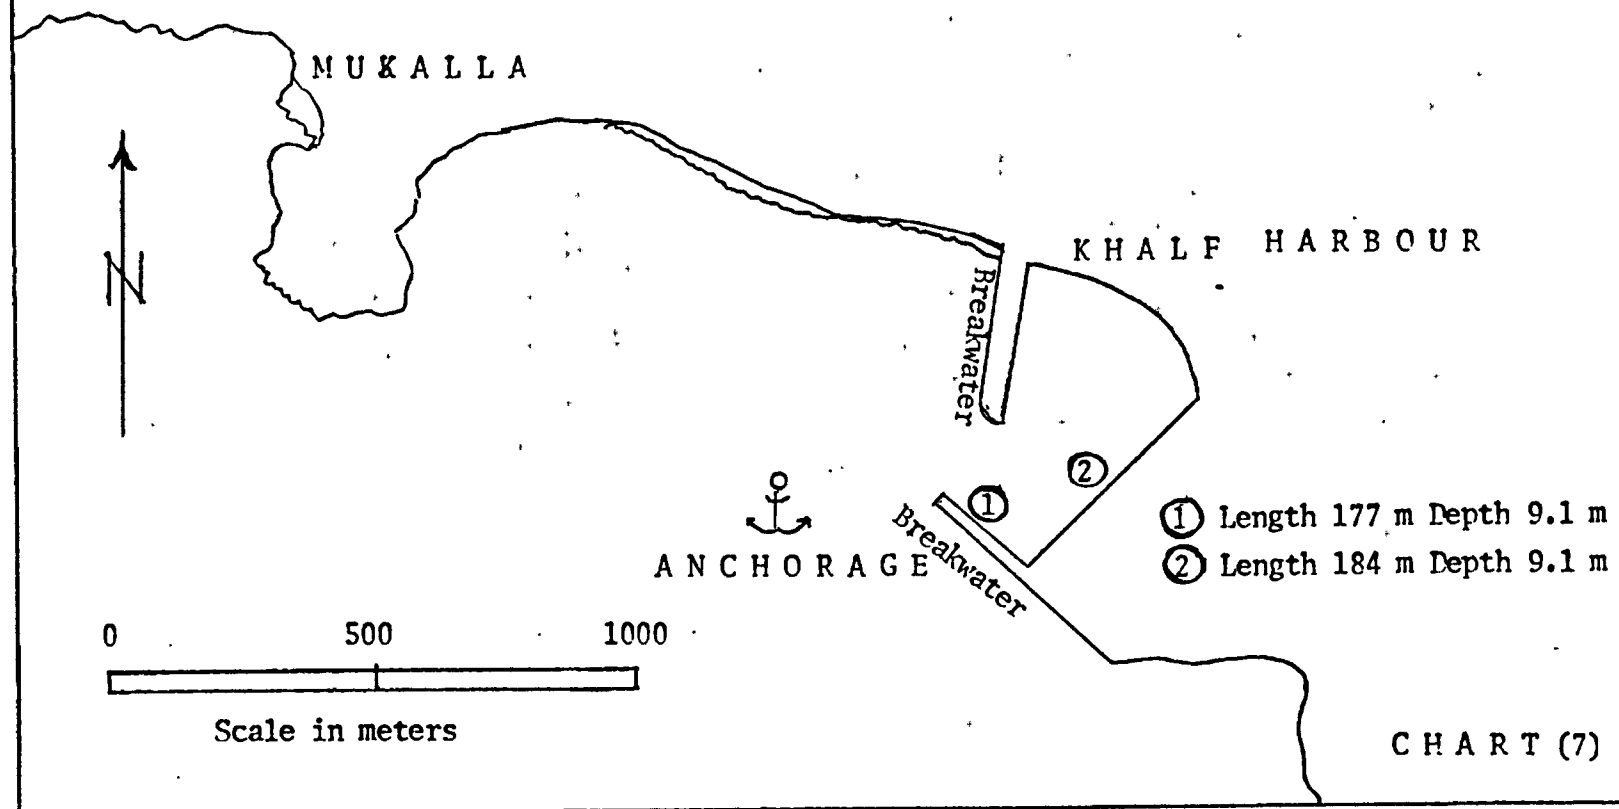 MUKALLA
KHALF HARBOUR
N
Breakwater
① Length 177 m Depth 9.1 m
② Length 184 m Depth 9.1 m
②
①
Breakwater
ANCHORAGE
0 500 1000
Scale in meters
CHART (7)